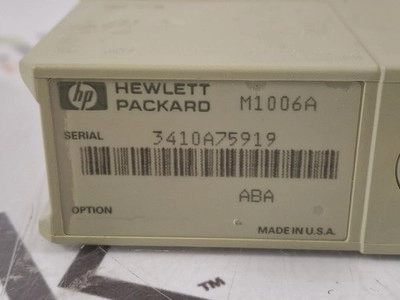 hp HEWLETT
PACKARD M1006A
SERIAL 3410A75919
ABA
OPTION
MADE IN U.S.A.
TM